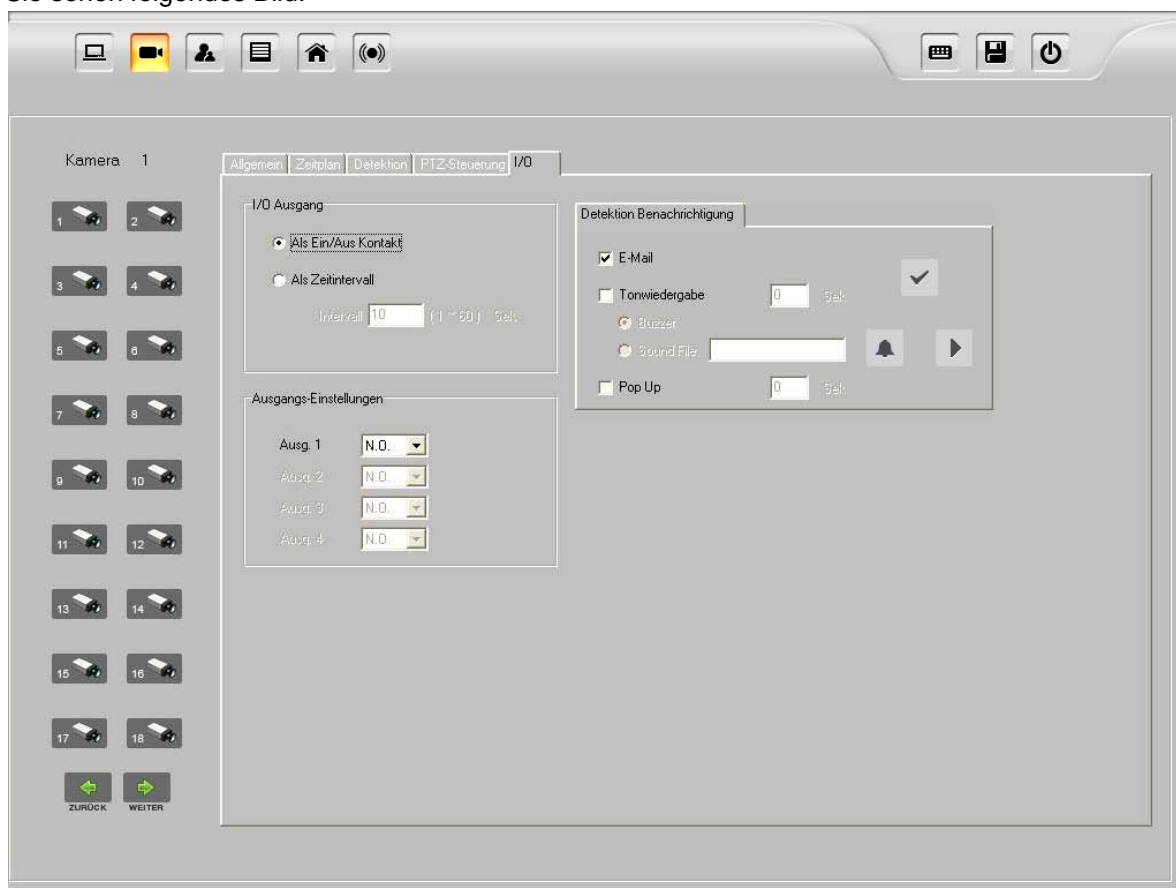 Sie sehen folgendes Bild:
Kamera 1
Allgemein Zeitplan Detektion PTZ-Steuerung I/O
I/O Ausgang
Als Ein/Aus Kontakt
Als Zeitintervall
Intervall 10 ( 1 ~ 60 ) Sek.
Ausgangs-Einstellungen
Ausg. 1 N.O.
Ausg. 2 N.O.
Ausg. 3 N.O.
Ausg. 4 N.O.
Detektion Benachrichtigung
E-Mail
Tonwiedergabe 0 Sek.
Buzzer
Sound File
Pop Up 0 Sek.
1 2
3 4
5 6
7 8
9 10
11 12
13 14
15 16
17 18
ZURÜCK WEITER